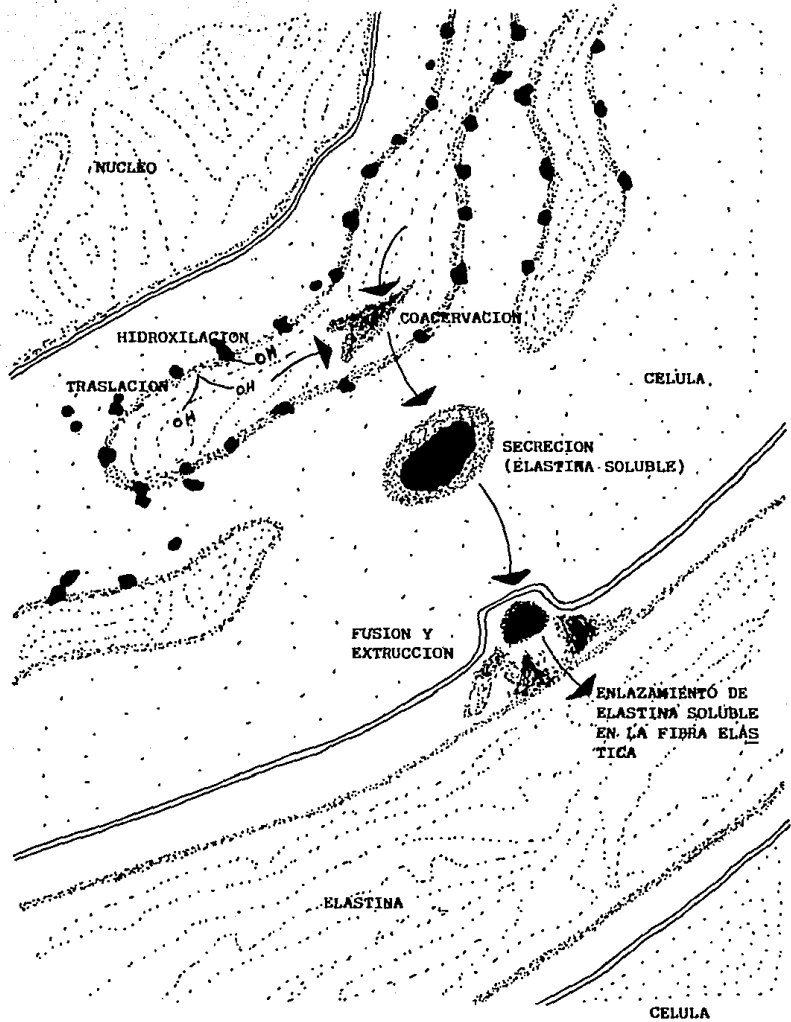 NUCLEO
HIDROXILACION
OH
TRASLACION
OH
OH
COACERVACION
CELULA
SECRECION
(ELASTINA SOLUBLE)
FUSION Y
EXTRUCCION
ENLAZAMIENTO DE
ELASTINA SOLUBLE
EN LA FIBRA ELAS
TICA
ELASTINA
CELULA